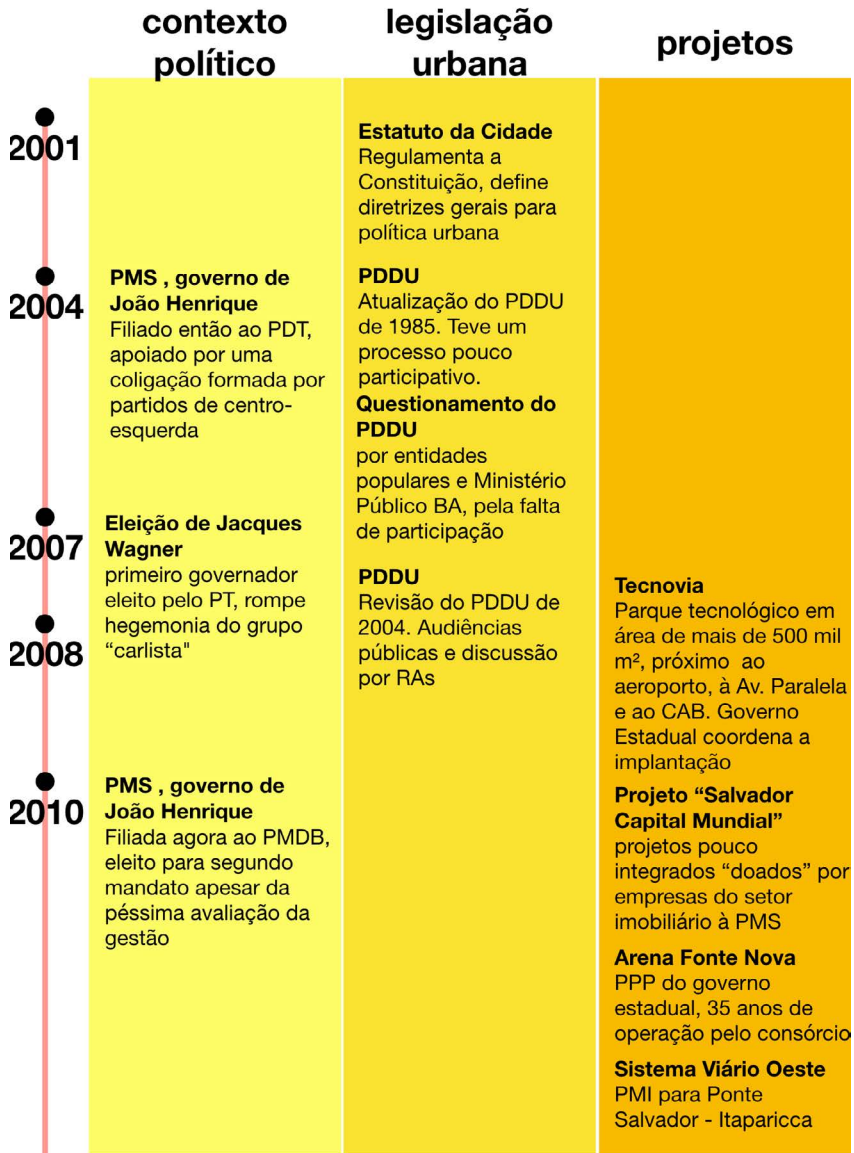 contexto
político
legislação
urbana
projetos
2001
2004
2007
2008
2010
PMS , governo de
João Henrique
Filiado então ao PDT,
apoiado por uma
coligação formada por
partidos de centro-
esquerda
Eleição de Jacques
Wagner
primeiro governador
eleito pelo PT, rompe
hegemonia do grupo
“carlista"
PMS , governo de
João Henrique
Filiada agora ao PMDB,
eleito para segundo
mandato apesar da
péssima avaliação da
gestão
Estatuto da Cidade
Regulamenta a
Constituição, define
diretrizes gerais para
política urbana
PDDU
Atualização do PDDU
de 1985. Teve um
processo pouco
participativo.
Questionamento do
PDDU
por entidades
populares e Ministério
Público BA, pela falta
de participação
PDDU
Revisão do PDDU de
2004. Audiências
públicas e discussão
por RAs
Tecnovia
Parque tecnológico em
área de mais de 500 mil
m², próximo ao
aeroporto, à Av. Paralela
e ao CAB. Governo
Estadual coordena a
implantação
Projeto “Salvador
Capital Mundial”
projetos pouco
integrados “doados” por
empresas do setor
imobiliário à PMS
Arena Fonte Nova
PPP do governo
estadual, 35 anos de
operação pelo consórcio
Sistema Viário Oeste
PMI para Ponte
Salvador - Itaparicca